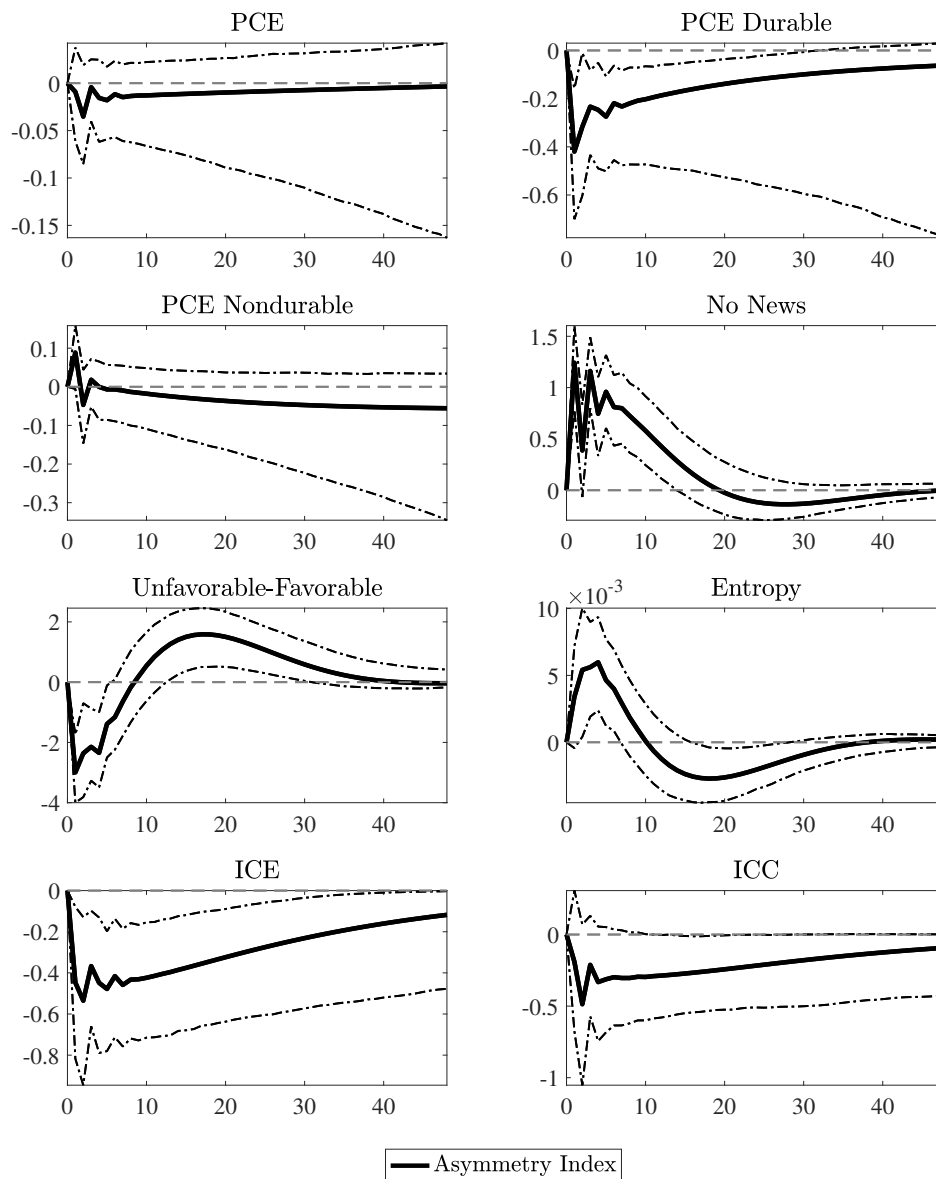 PCE
0
-0.05
-0.1
-0.15
0 10 20 30 40
PCE Durable
0
-0.2
-0.4
-0.6
0 10 20 30 40
PCE Nondurable
0.1
0
-0.1
-0.2
-0.3
0 10 20 30 40
No News
1.5
1
0.5
0
0 10 20 30 40
Unfavorable-Favorable
2
0
-2
-4
0 10 20 30 40
Entropy
×10⁻³
10
5
0
0 10 20 30 40
ICE
0
-0.2
-0.4
-0.6
-0.8
0 10 20 30 40
ICC
0
-0.5
-1
0 10 20 30 40
Asymmetry Index